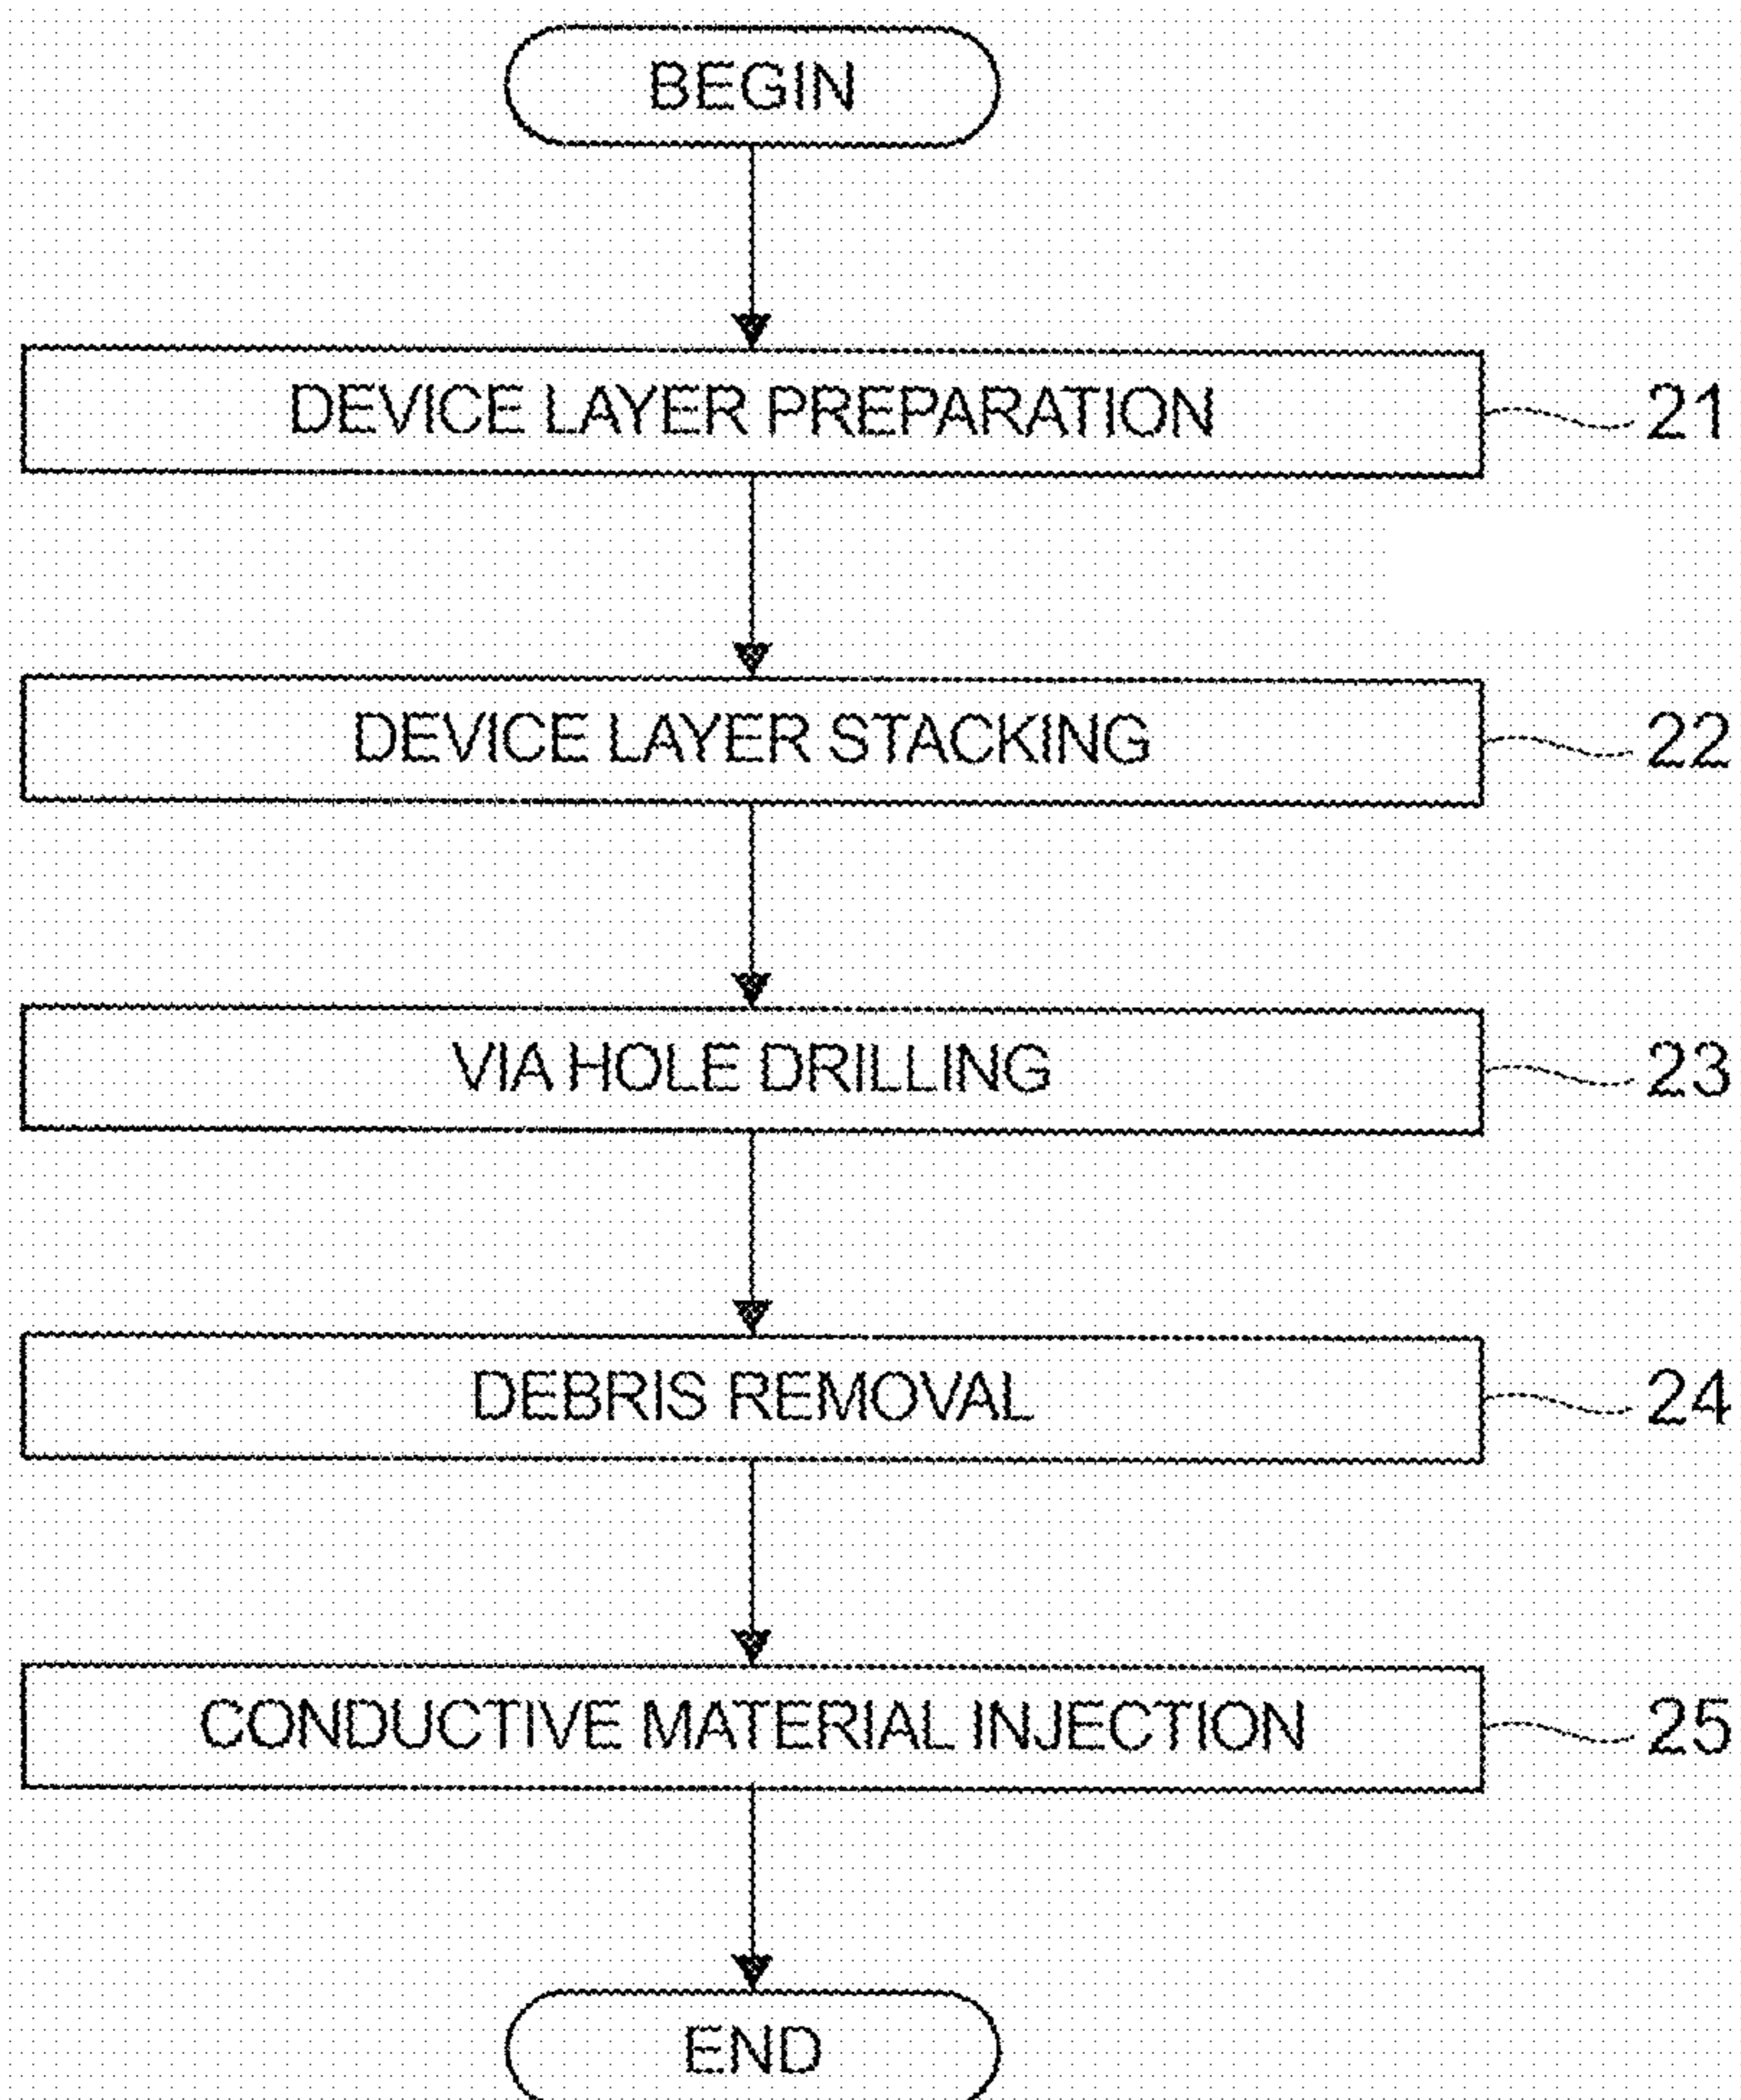 BEGIN
DEVICE LAYER PREPARATION 21
DEVICE LAYER STACKING 22
VIA HOLE DRILLING 23
DEBRIS REMOVAL 24
CONDUCTIVE MATERIAL INJECTION 25
END